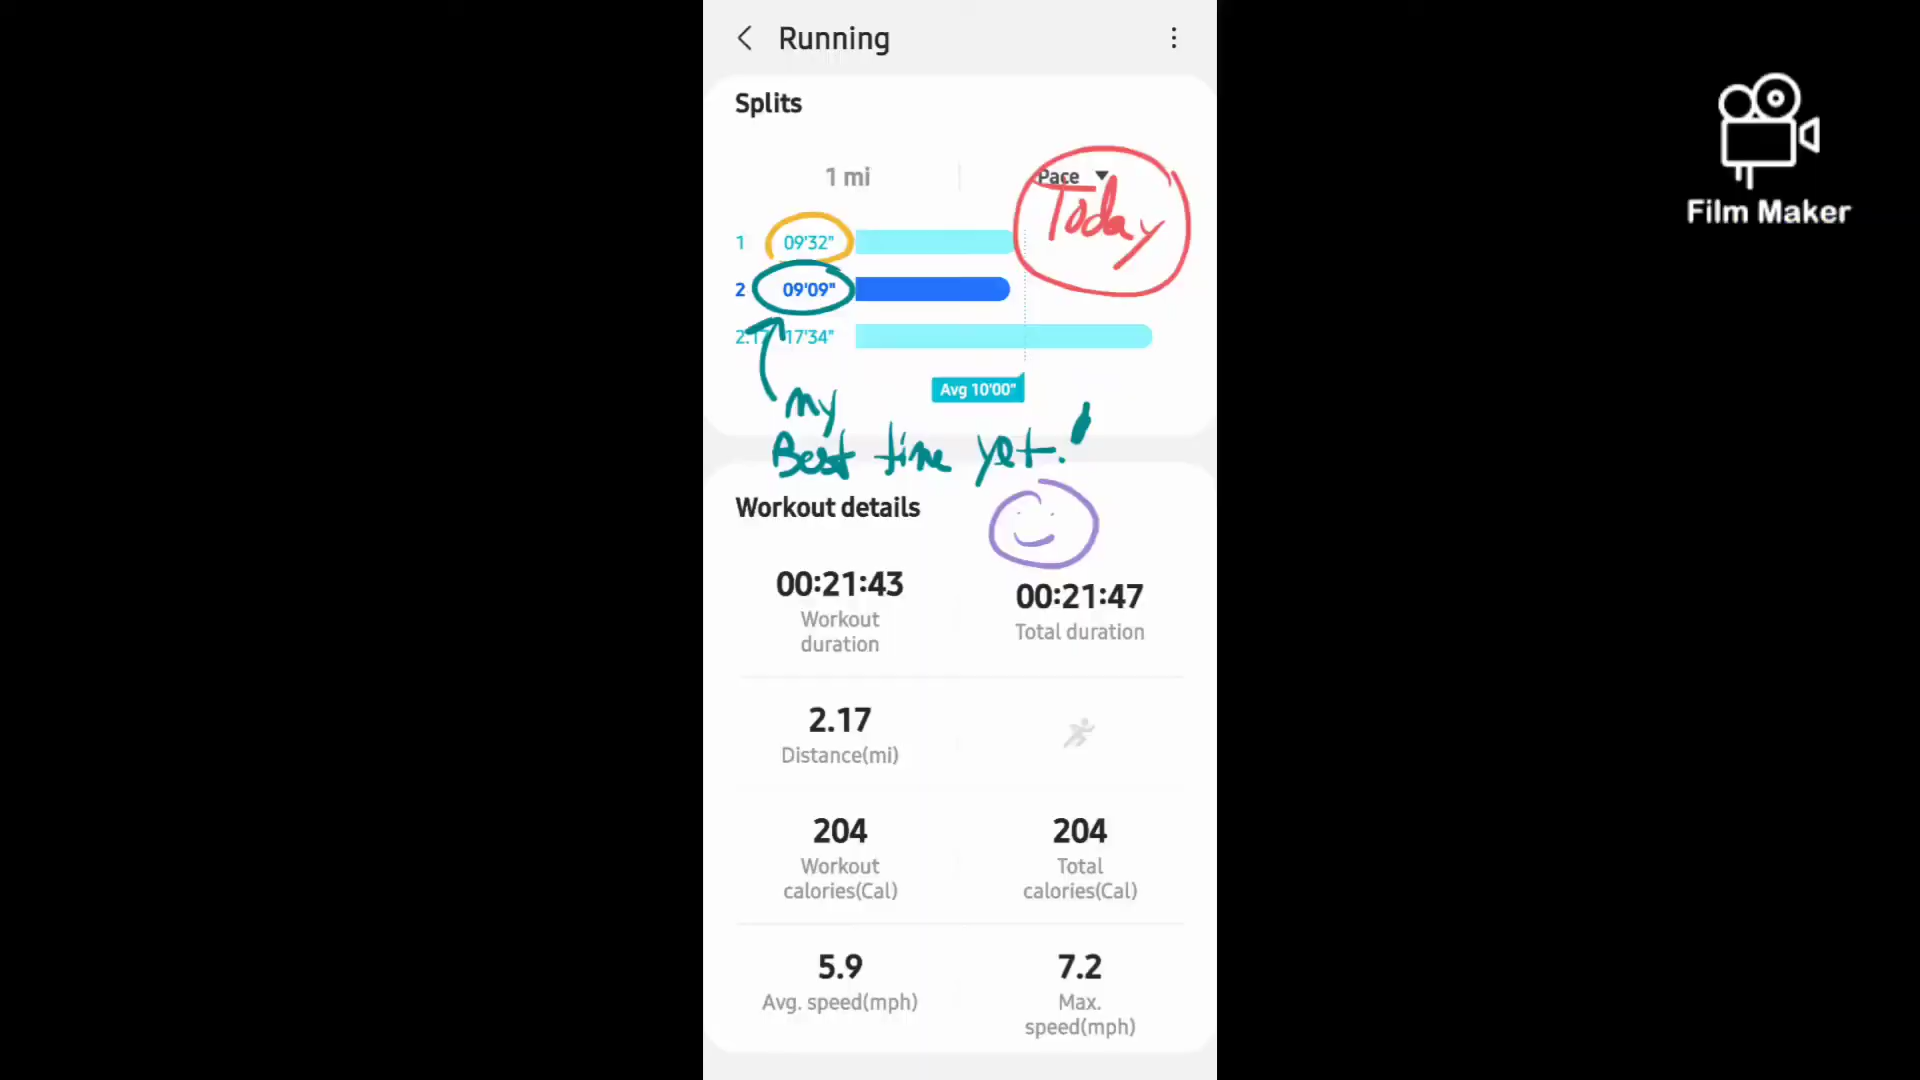 Running
Splits
1 mi
Pace
Today
1 09'32"
2 09'09"
2.17 17'34"
Avg 10'00"
My
Best time yet!
Workout details
00:21:43
Workout
duration
00:21:47
Total duration
2.17
Distance(mi)
204
Workout
calories(Cal)
204
Total
calories(Cal)
5.9
Avg. speed(mph)
7.2
Max.
speed(mph)
Film Maker